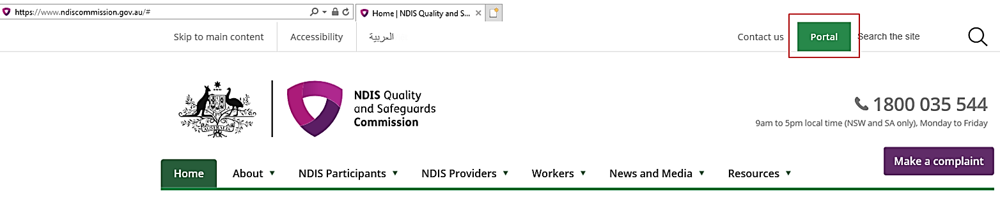 https://www.ndiscommission.gov.au/#
Home | NDIS Quality and S...
Skip to main content
Accessibility
العربية
Contact us
Portal
Search the site
AUSTRALIA
NDIS Quality
and Safeguards
Commission
1800 035 544
9am to 5pm local time (NSW and SA only), Monday to Friday
Make a complaint
Home
About
NDIS Participants
NDIS Providers
Workers
News and Media
Resources